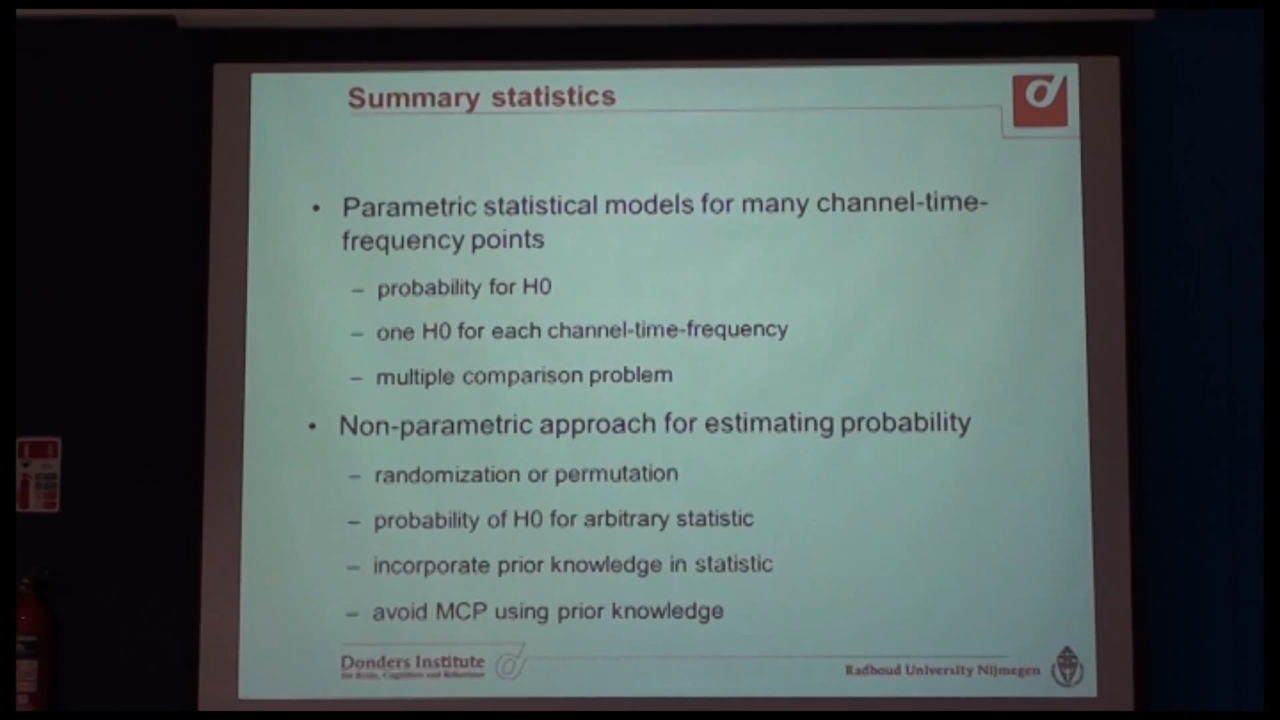 Summary statistics
• Parametric statistical models for many channel-time-
frequency points
– probability for H0
– one H0 for each channel-time-frequency
– multiple comparison problem
• Non-parametric approach for estimating probability
– randomization or permutation
– probability of H0 for arbitrary statistic
– incorporate prior knowledge in statistic
– avoid MCP using prior knowledge
Donders Institute
for Brain, Cognition and Behaviour
Radboud University Nijmegen